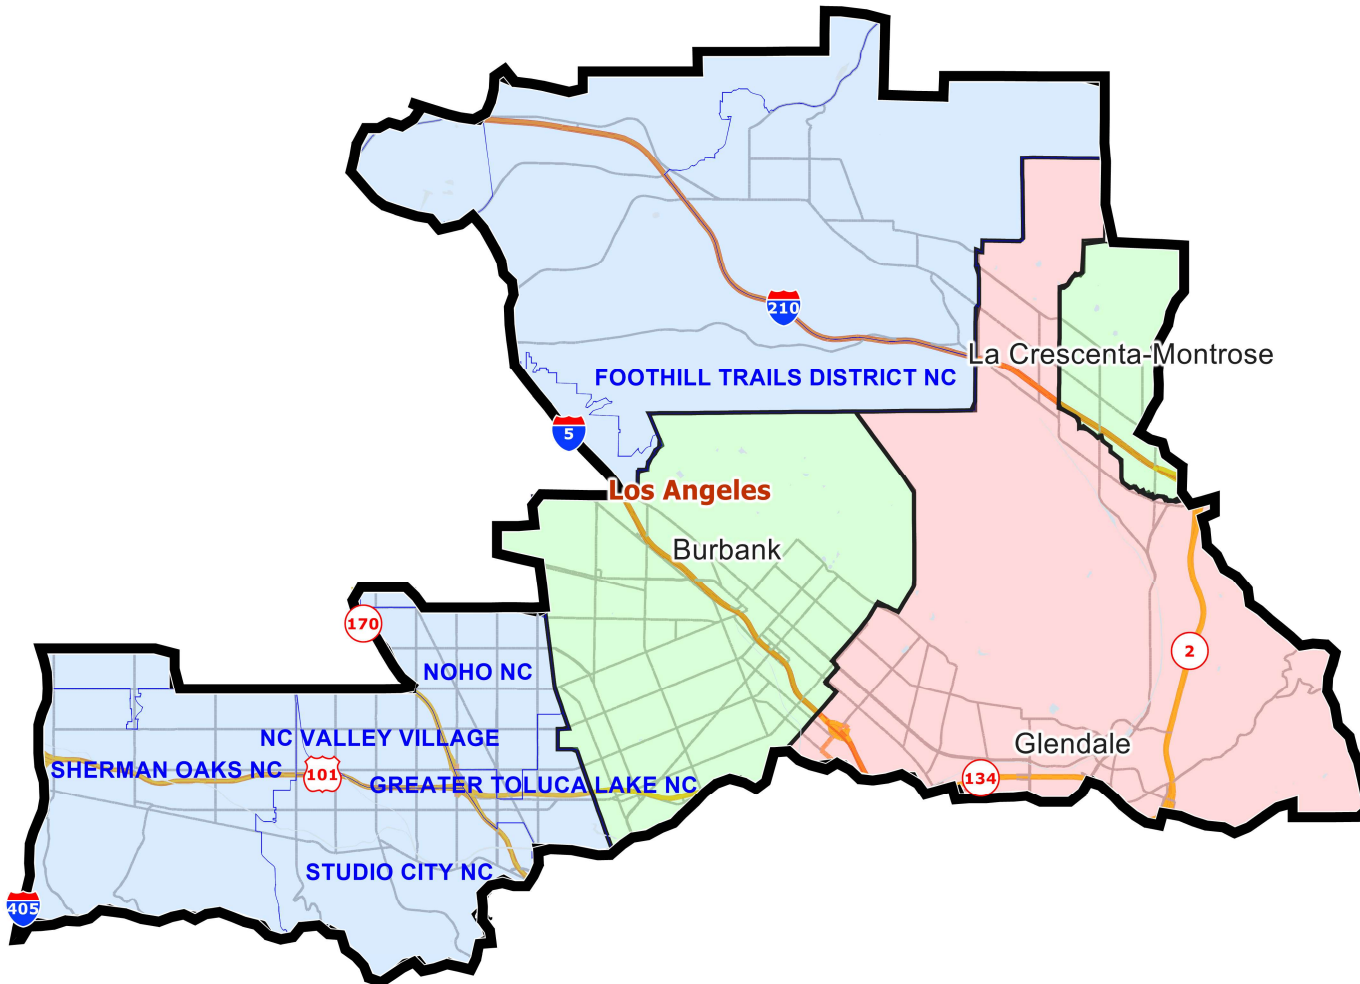 210
La Crescenta-Montrose
FOOTHILL TRAILS DISTRICT NC
5
Los Angeles
Burbank
170
2
NOHO NC
NC VALLEY VILLAGE
Glendale
SHERMAN OAKS NC
101
GREATER TOLUCA LAKE NC
134
STUDIO CITY NC
405